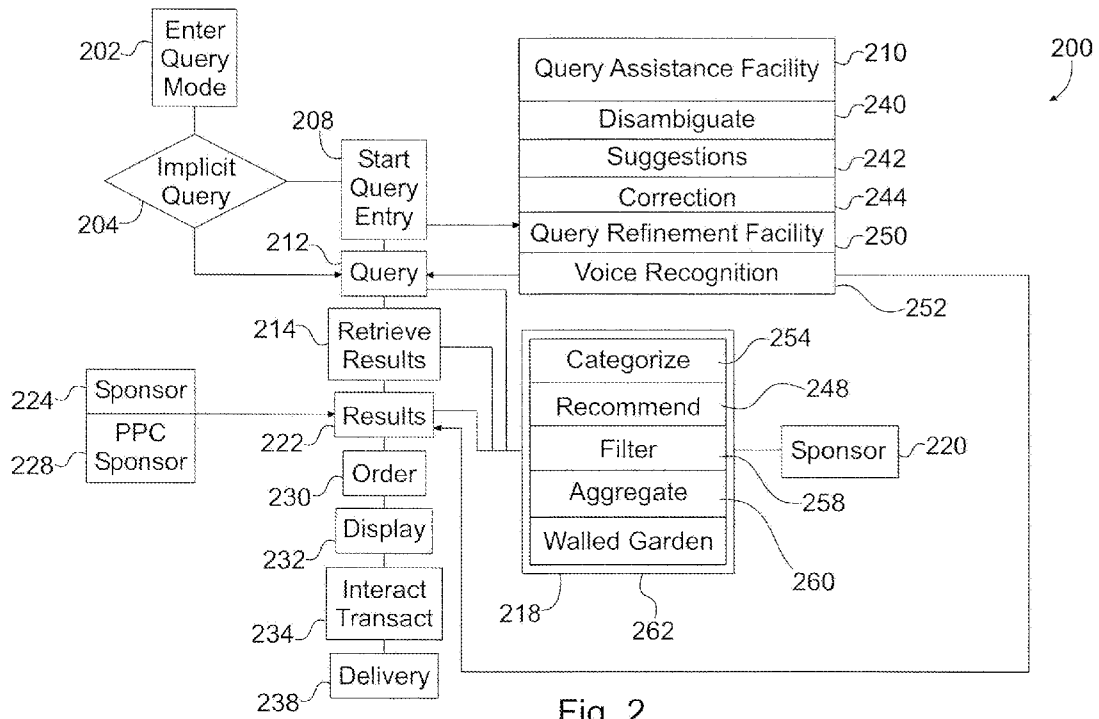 202
Enter
Query
Mode
200
Query Assistance Facility
210
Disambiguate
240
Suggestions
242
Correction
244
Query Refinement Facility
250
Voice Recognition
252
Implicit
Query
204
208
Start
Query
Entry
212
Query
214
Retrieve
Results
224
Sponsor
PPC
Sponsor
228
Results
222
Order
230
Display
232
Interact
Transact
234
Delivery
238
Categorize
254
Recommend
248
Filter
258
Aggregate
260
Walled Garden
218
262
Sponsor
220
Fig. 2